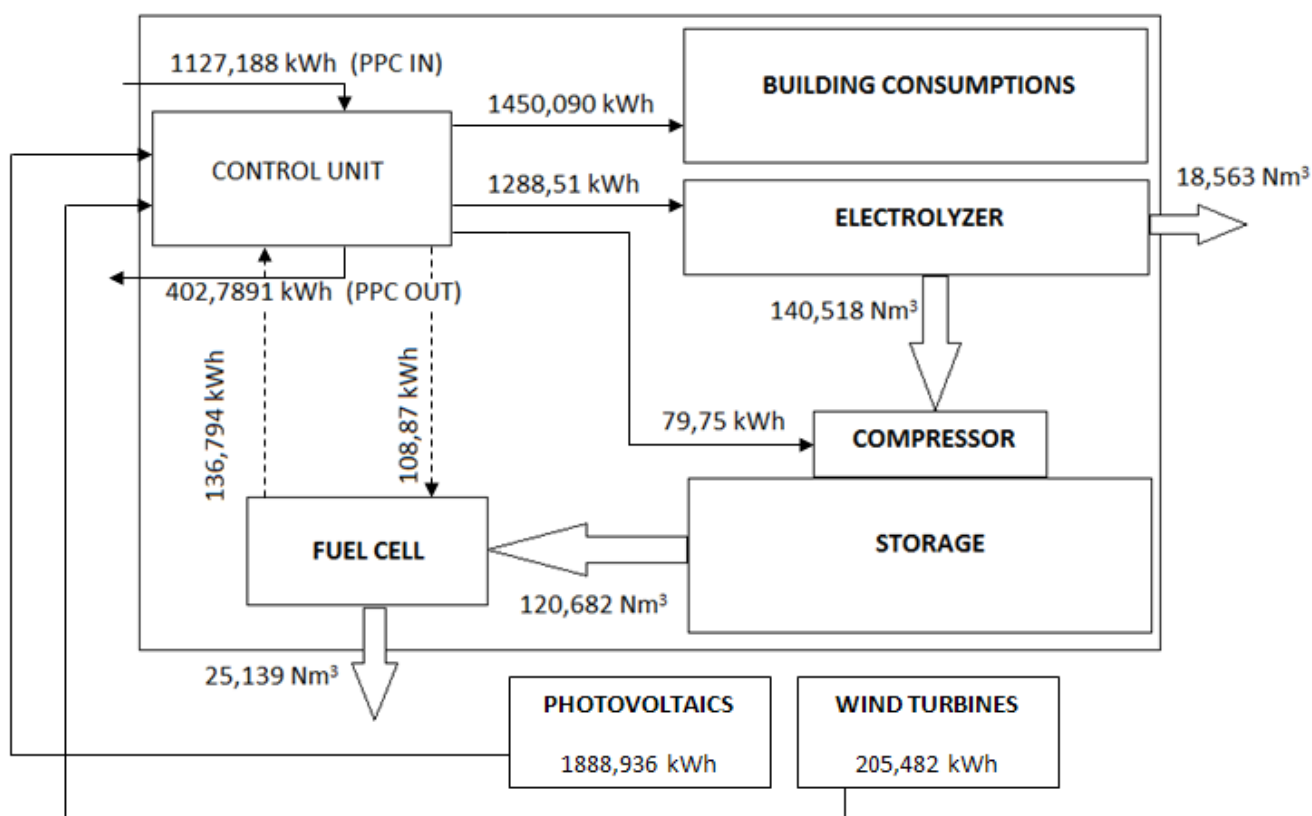 1127,188 kWh (PPC IN)
BUILDING CONSUMPTIONS
1450,090 kWh
CONTROL UNIT
1288,51 kWh
18,563 Nm³
ELECTROLYZER
402,7891 kWh (PPC OUT)
140,518 Nm³
136,794 kWh
108,87 kWh
79,75 kWh
COMPRESSOR
FUEL CELL
STORAGE
120,682 Nm³
25,139 Nm³
PHOTOVOLTAICS
1888,936 kWh
WIND TURBINES
205,482 kWh